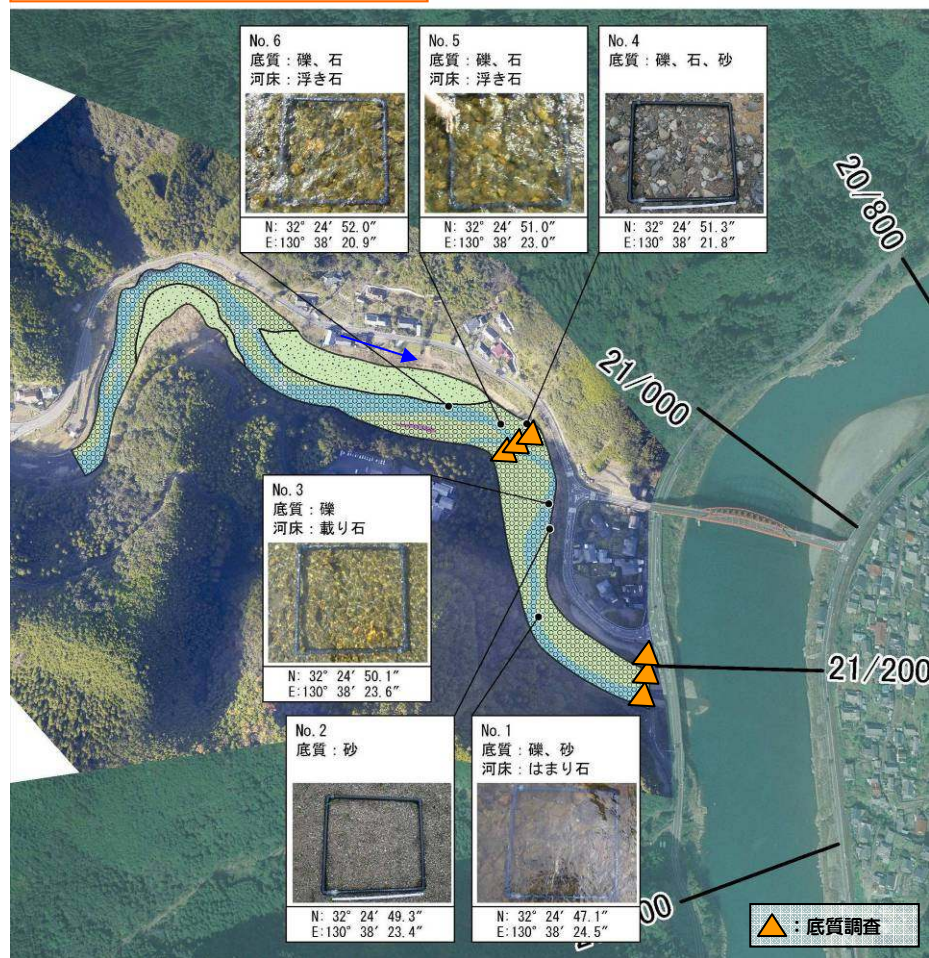 No.6
底質：礫、石
河床：浮き石
N: 32° 24′ 52.0″
E:130° 38′ 20.9″
No.5
底質：礫、石
河床：浮き石
N: 32° 24′ 51.0″
E:130° 38′ 23.0″
No.4
底質：礫、石、砂
N: 32° 24′ 51.3″
E:130° 38′ 21.8″
20/800
21/000
No.3
底質：礫
河床：載り石
N: 32° 24′ 50.1″
E:130° 38′ 23.6″
21/200
No.2
底質：砂
N: 32° 24′ 49.3″
E:130° 38′ 23.4″
No.1
底質：礫、砂
河床：はまり石
N: 32° 24′ 47.1″
E:130° 38′ 24.5″
：底質調査